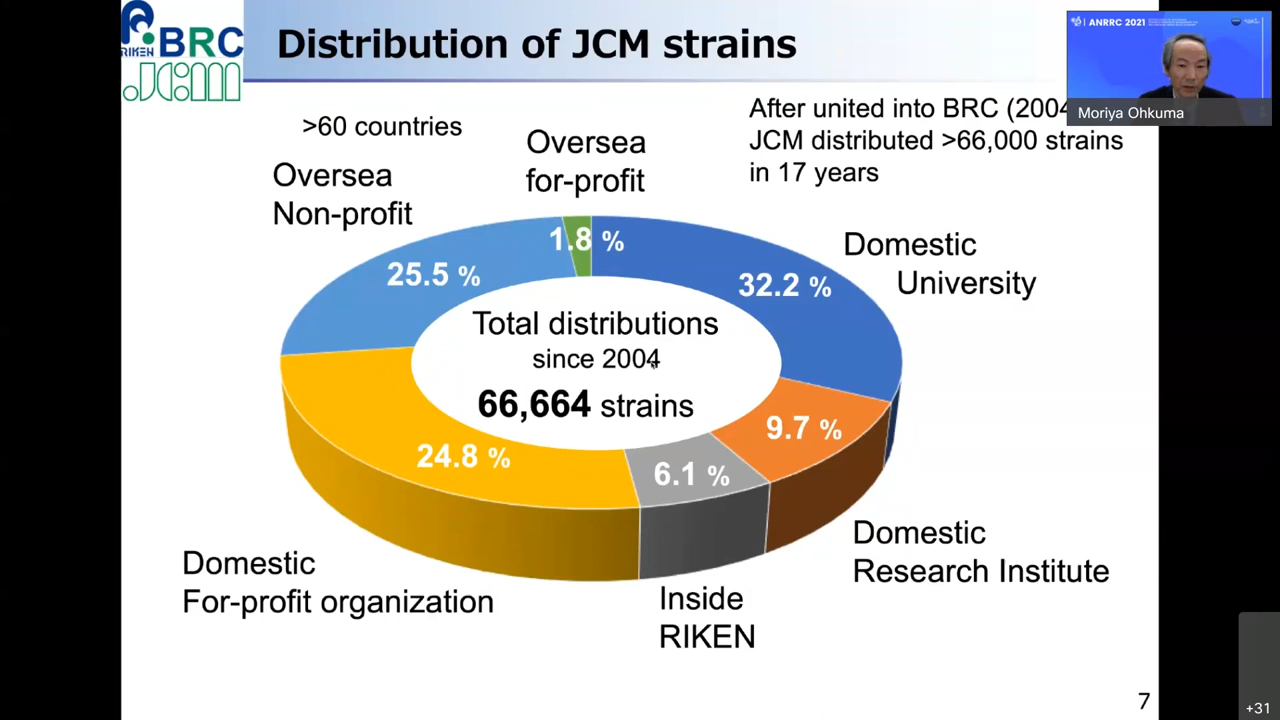 RIKEN BRC
JCM
Distribution of JCM strains
ANRRC 2021
Moriya Ohkuma
>60 countries
After united into BRC (2004
JCM distributed >66,000 strains
in 17 years
Oversea
Non-profit
Oversea
for-profit
Domestic
University
1.8 %
25.5 %
32.2 %
Total distributions
since 2004
66,664 strains
24.8 %
6.1 %
9.7 %
Domestic
Research Institute
Domestic
For-profit organization
Inside
RIKEN
7
+31